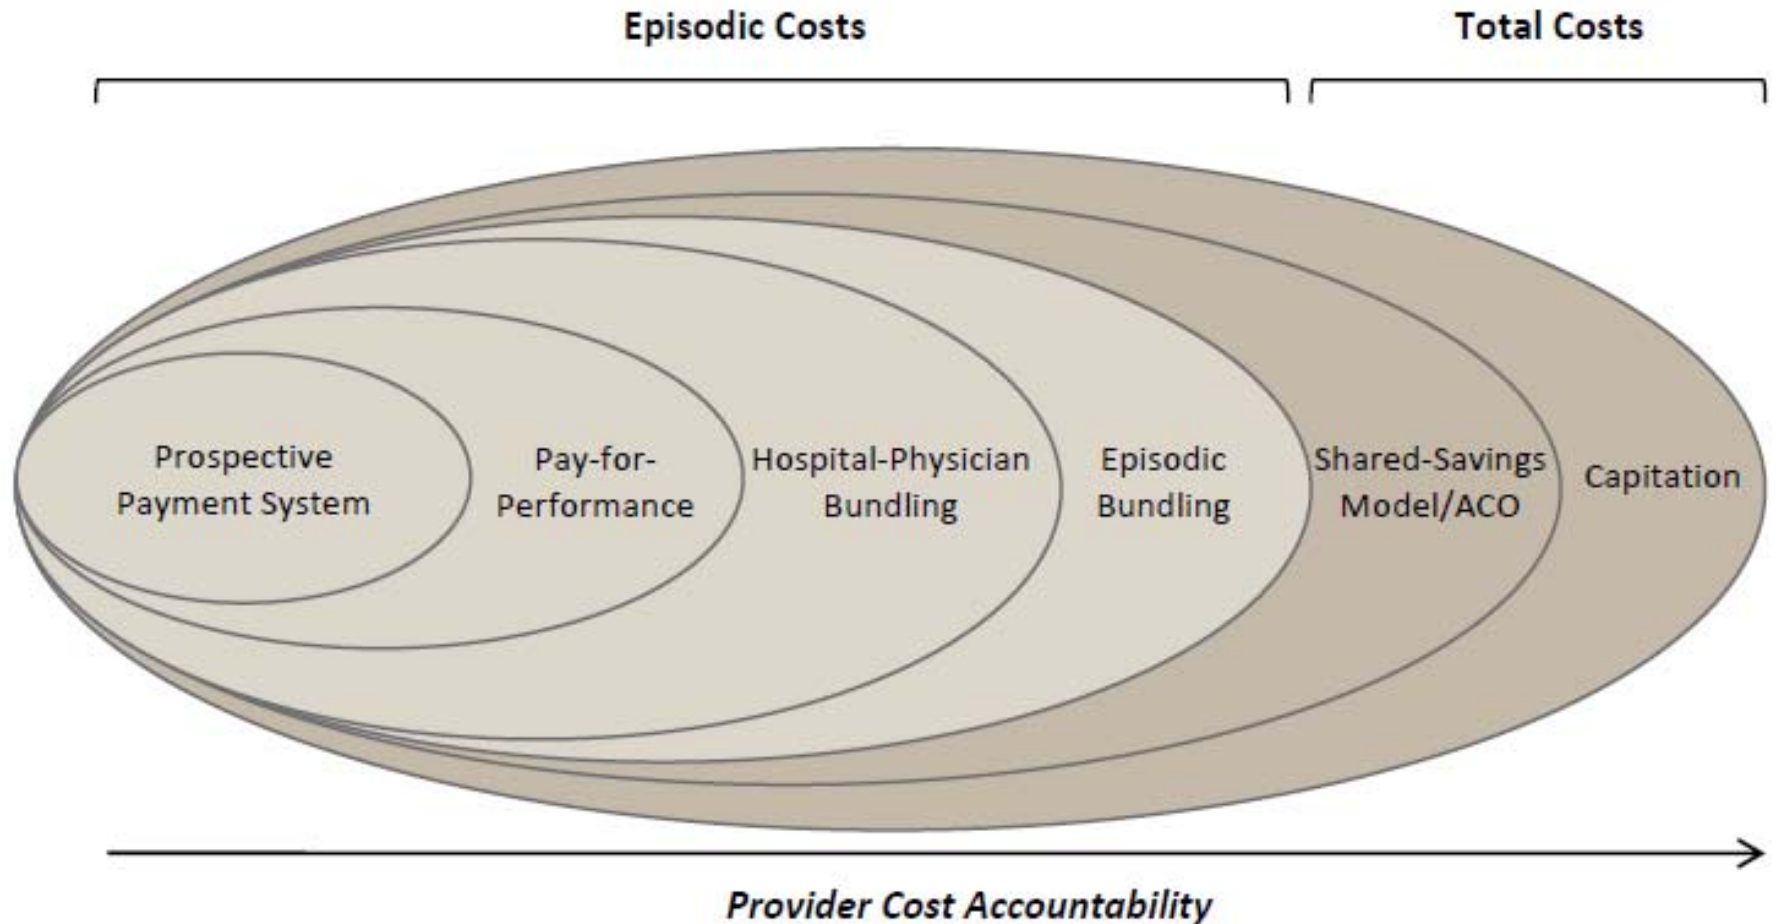 Episodic Costs
Total Costs
Prospective
Payment System
Pay-for-
Performance
Hospital-Physician
Bundling
Episodic
Bundling
Shared-Savings
Model/ACO
Capitation
Provider Cost Accountability